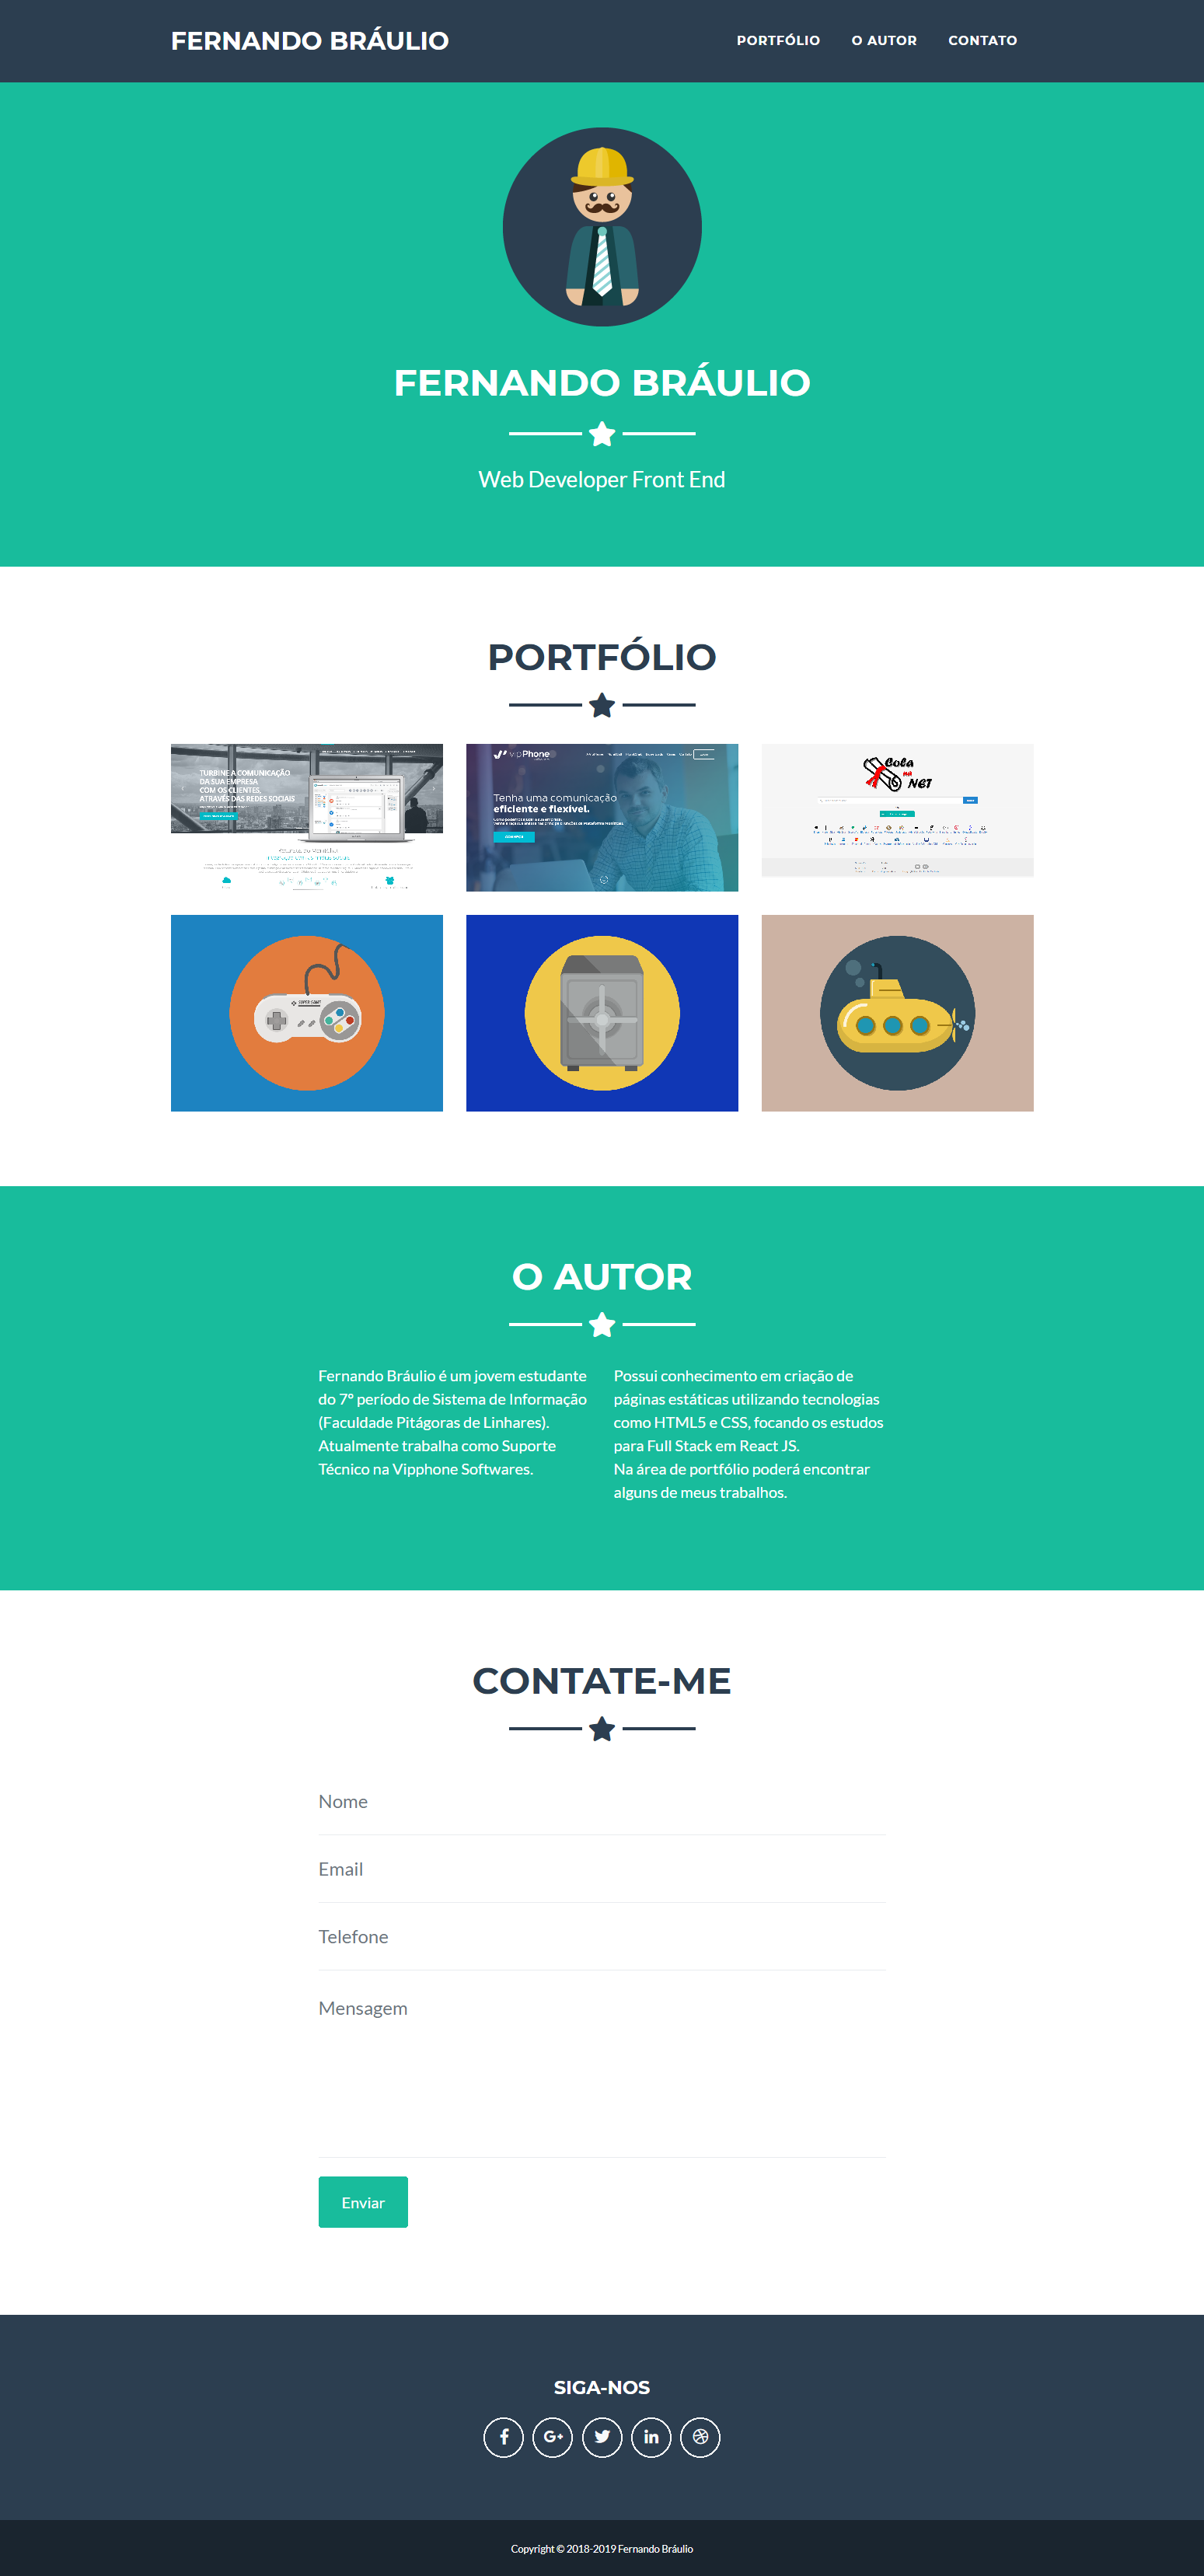 FERNANDO BRÁULIO
PORTFÓLIO
O AUTOR
CONTATO
FERNANDO BRÁULIO
Web Developer Front End
PORTFÓLIO
TURBINE A COMUNICAÇÃO
DA SUA EMPRESA
COM OS CLIENTES,
ATRAVÉS DAS REDES SOCIAIS
vipPhone
Tenha uma comunicação
eficiente e flexível.
Cola
na
NET
SUPER GAMY
O AUTOR
Fernando Bráulio é um jovem estudante
do 7º período de Sistema de Informação
(Faculdade Pitágoras de Linhares).
Atualmente trabalha como Suporte
Técnico na Vipphone Softwares.
Possui conhecimento em criação de
páginas estáticas utilizando tecnologias
como HTML5 e CSS, focando os estudos
para Full Stack em React JS.
Na área de portfólio poderá encontrar
alguns de meus trabalhos.
CONTATE-ME
Nome
Email
Telefone
Mensagem
Enviar
SIGA-NOS
Copyright © 2018-2019 Fernando Bráulio